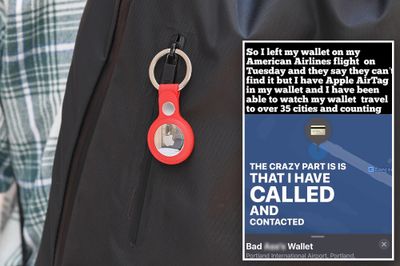 So I left my wallet on my
American Airlines flight on
Tuesday and they say they can't
find it but I have Apple AirTag
in my wallet and I have been
able to watch my wallet travel
to over 35 cities and counting
THE CRAZY PART IS IS
THAT I HAVE
CALLED
AND
CONTACTED
Bad Wallet
Portland International Airport, Portland,